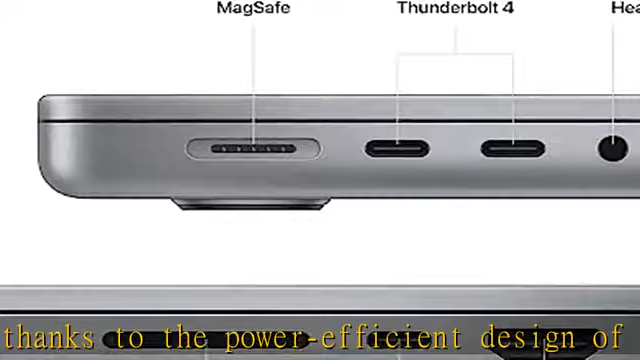 MagSafe
Thunderbolt 4
thanks to the power-efficient design of